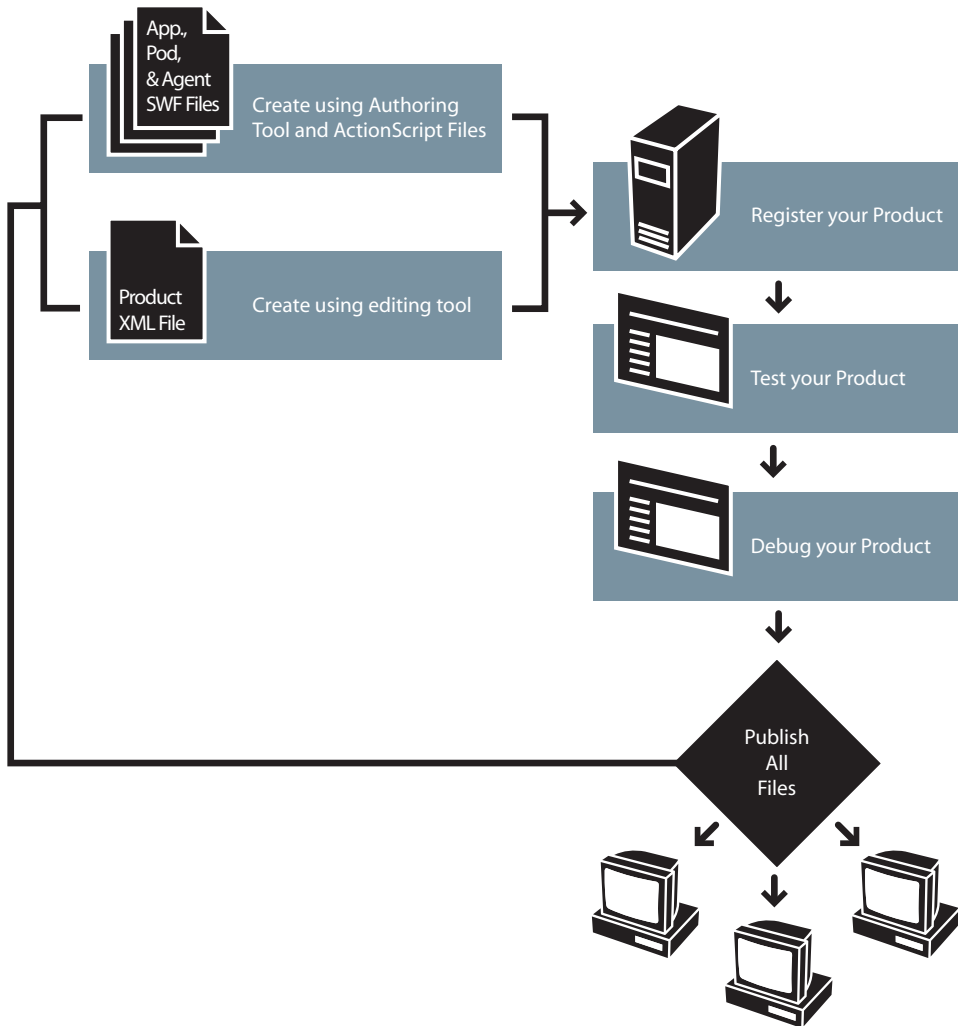 App.,
Pod,
& Agent
SWF Files
Create using Authoring
Tool and ActionScript Files
Product
XML File
Create using editing tool
Register your Product
Test your Product
Debug your Product
Publish
All
Files